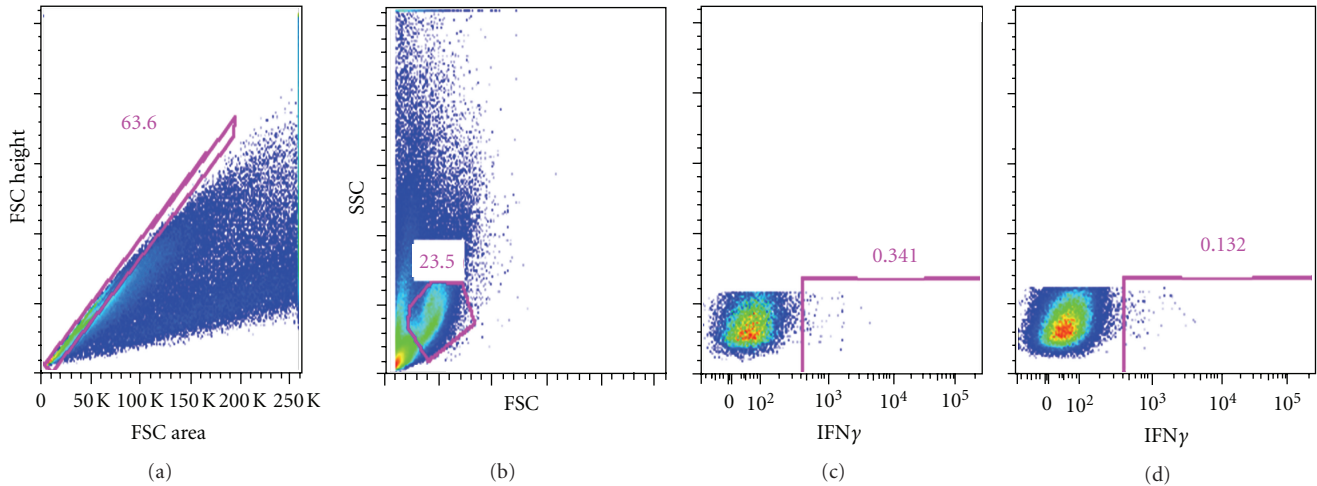 63.6
FSC height
0
50 K
100 K
150 K
200 K
250 K
FSC area
(a)
23.5
SSC
FSC
(b)
0.341
0
10²
10³
10⁴
10⁵
IFNγ
(c)
0.132
0
10²
10³
10⁴
10⁵
IFNγ
(d)